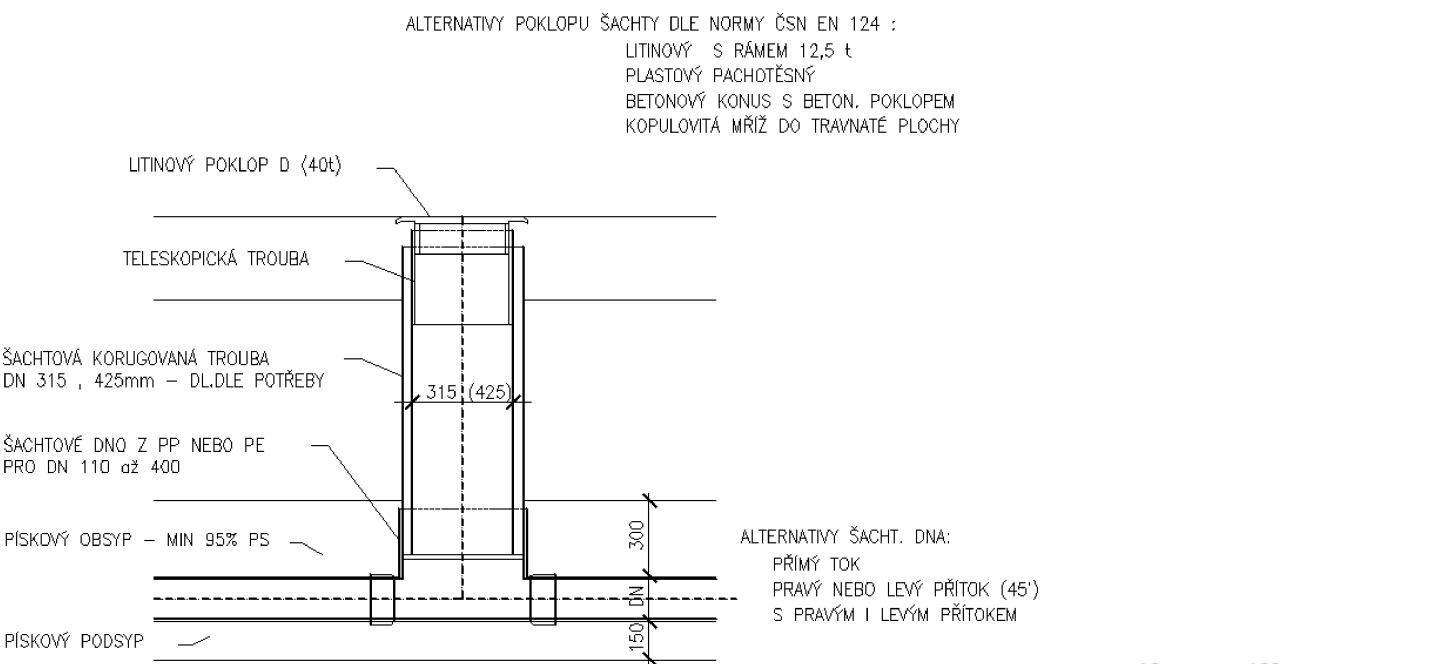 ALTERNATIVY POKLOPU ŠACHTY DLE NORMY ČSN EN 124 :
LITINOVÝ S RÁMEM 12,5 t
PLASTOVÝ PACHOTĚSNÝ
BETONOVÝ KONUS S BETON. POKLOPEM
KOPULOVITÁ MŘÍŽ DO TRAVNATÉ PLOCHY
LITINOVÝ POKLOP D (40t)
TELESKOPICKÁ TROUBA
ŠACHTOVÁ KORUGOVANÁ TROUBA
DN 315 , 425mm – DL.DLE POTŘEBY
315 (425)
ŠACHTOVÉ DNO Z PP NEBO PE
PRO DN 110 až 400
PÍSKOVÝ OBSYP – MIN 95% PS
300
ALTERNATIVY ŠACHT. DNA:
PŘÍMÝ TOK
PRAVÝ NEBO LEVÝ PŘÍTOK (45')
S PRAVÝM I LEVÝM PŘÍTOKEM
DN
150
PÍSKOVÝ PODSYP